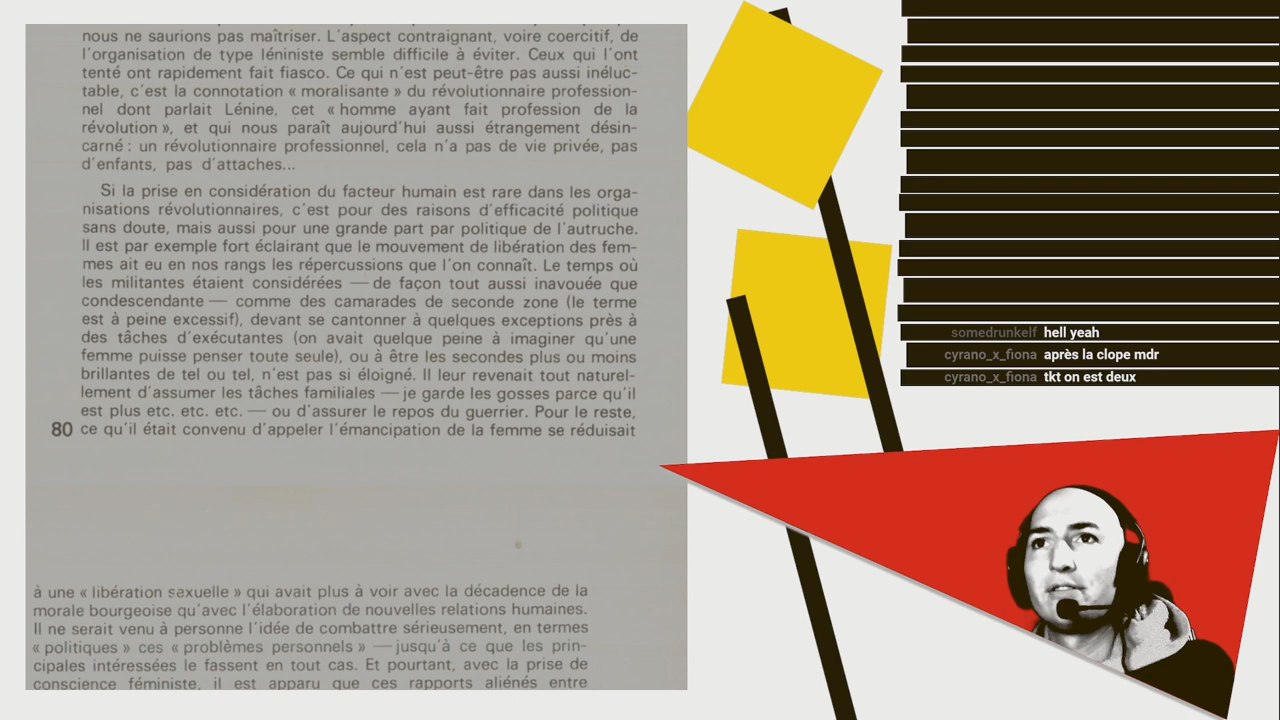 nous ne saurions pas maîtriser. L'aspect contraignant, voire coercitif, de
l'organisation de type léniniste semble difficile à éviter. Ceux qui l'ont
tenté ont rapidement fait fiasco. Ce qui n'est peut-être pas aussi inéluc-
table, c'est la connotation « moralisante » du révolutionnaire profession-
nel dont parlait Lénine, cet « homme ayant fait profession de la
révolution », et qui nous paraît aujourd'hui aussi étrangement désin-
carné : un révolutionnaire professionnel, cela n'a pas de vie privée, pas
d'enfants, pas d'attaches...
Si la prise en considération du facteur humain est rare dans les orga-
nisations révolutionnaires, c'est pour des raisons d'efficacité politique
sans doute, mais aussi pour une grande part par politique de l'autruche.
Il est par exemple fort éclairant que le mouvement de libération des fem-
mes ait eu en nos rangs les répercussions que l'on connaît. Le temps où
les militantes étaient considérées — de façon tout aussi inavouée que
condescendante — comme des camarades de seconde zone (le terme
est à peine excessif), devant se cantonner à quelques exceptions près à
des tâches d'exécutantes (on avait quelque peine à imaginer qu'une
femme puisse penser toute seule), ou à être les secondes plus ou moins
brillantes de tel ou tel, n'est pas si éloigné. Il leur revenait tout naturel-
lement d'assumer les tâches familiales — je garde les gosses parce qu'il
est plus etc. etc. etc. — ou d'assurer le repos du guerrier. Pour le reste,
80 ce qu'il était convenu d'appeler l'émancipation de la femme se réduisait
à une « libération sexuelle » qui avait plus à voir avec la décadence de la
morale bourgeoise qu'avec l'élaboration de nouvelles relations humaines.
Il ne serait venu à personne l'idée de combattre sérieusement, en termes
« politiques » ces « problèmes personnels » — jusqu'à ce que les prin-
cipales intéressées le fassent en tout cas. Et pourtant, avec la prise de
conscience féministe, il est apparu que ces rapports aliénés entre
somedrunkelf hell yeah
cyrano_x_fiona après la clope mdr
cyrano_x_fiona tkt on est deux